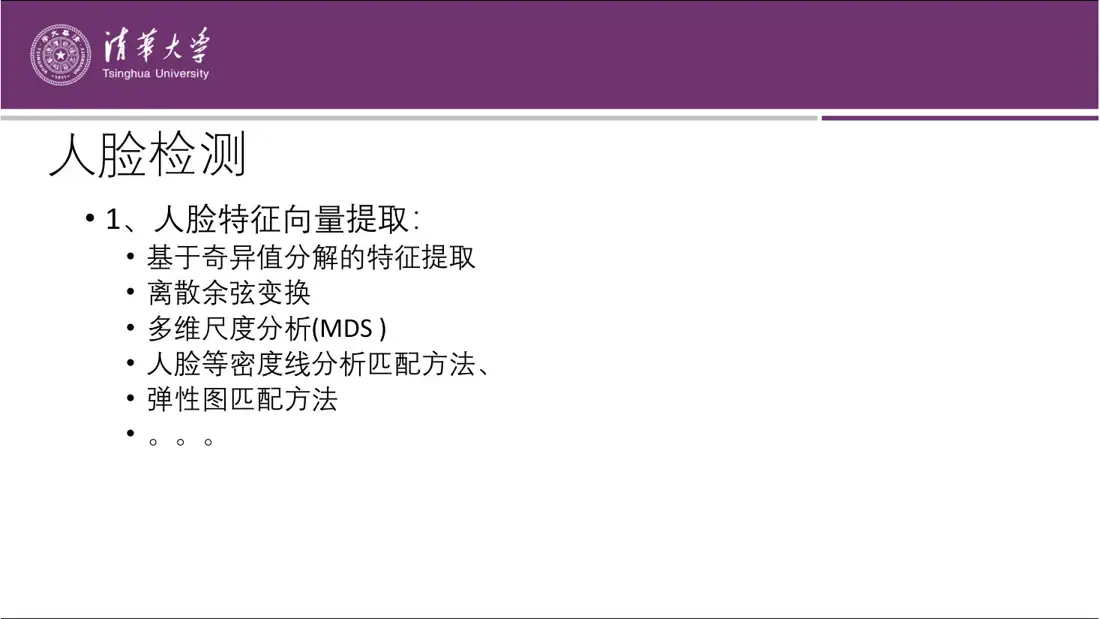 清华大学
Tsinghua University
人脸检测
• 1、人脸特征向量提取：
• 基于奇异值分解的特征提取
• 离散余弦变换
• 多维尺度分析(MDS )
• 人脸等密度线分析匹配方法、
• 弹性图匹配方法
• 。。。